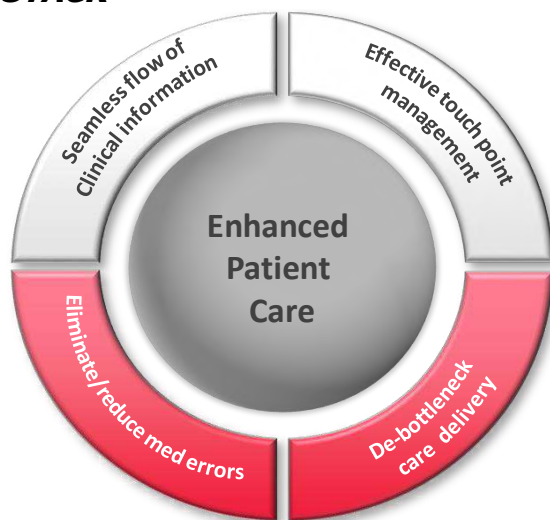 Seamless flow of
Clinical information
Effective touch point
management
Enhanced
Patient
Care
Eliminate/reduce med errors
De-bottleneck
care delivery